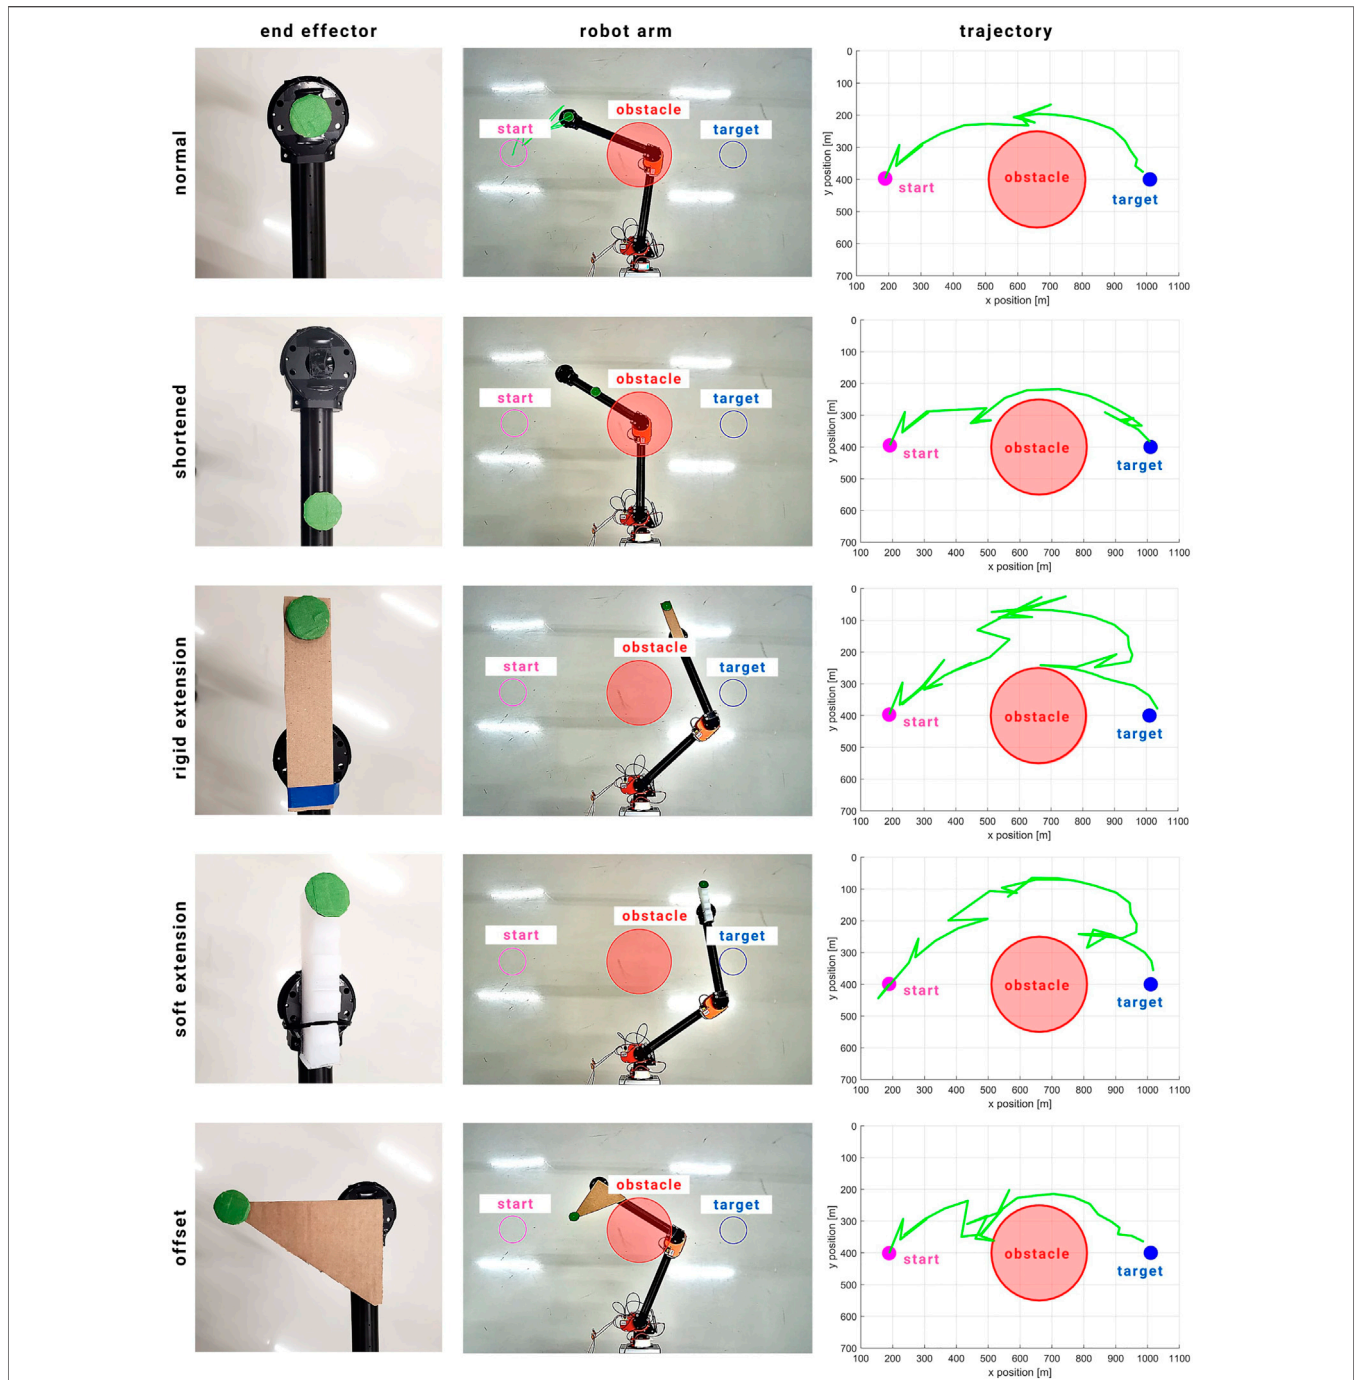 end effector
robot arm
trajectory
normal
start
obstacle
target
0
100
200
300
400
500
600
700
y position [m]
start
obstacle
target
100 200 300 400 500 600 700 800 900 1000 1100
x position [m]
shortened
start
obstacle
target
0
100
200
300
400
500
600
700
y position [m]
start
obstacle
target
100 200 300 400 500 600 700 800 900 1000 1100
x position [m]
rigid extension
start
obstacle
target
0
100
200
300
400
500
600
700
y position [m]
start
obstacle
target
100 200 300 400 500 600 700 800 900 1000 1100
x position [m]
soft extension
start
obstacle
target
0
100
200
300
400
500
600
700
y position [m]
start
obstacle
target
100 200 300 400 500 600 700 800 900 1000 1100
x position [m]
offset
start
obstacle
target
0
100
200
300
400
500
600
700
y position [m]
start
obstacle
target
100 200 300 400 500 600 700 800 900 1000 1100
x position [m]